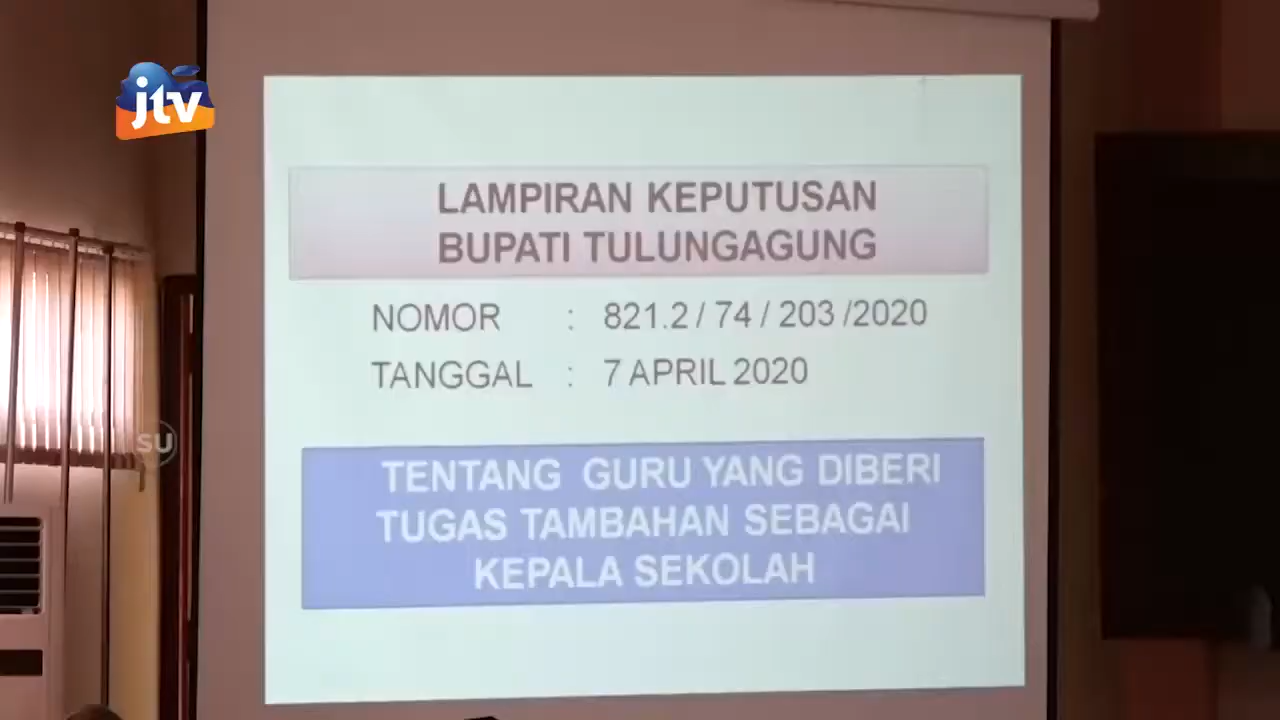 jtv
LAMPIRAN KEPUTUSAN
BUPATI TULUNGAGUNG
NOMOR : 821.2 / 74 / 203 /2020
TANGGAL : 7 APRIL 2020
SU
TENTANG GURU YANG DIBERI
TUGAS TAMBAHAN SEBAGAI
KEPALA SEKOLAH